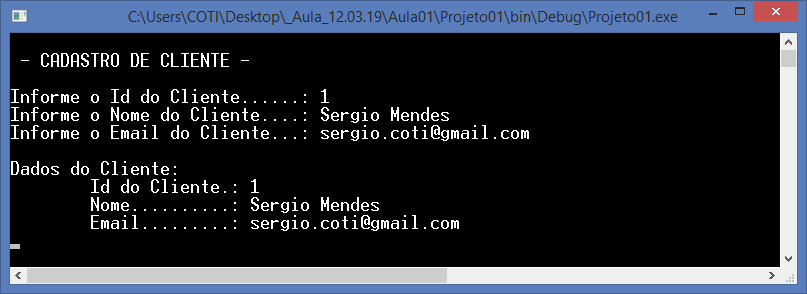 C:\Users\COTI\Desktop\_Aula_12.03.19\Aula01\Projeto01\bin\Debug\Projeto01.exe
- CADASTRO DE CLIENTE -
Informe o Id do Cliente......: 1
Informe o Nome do Cliente....: Sergio Mendes
Informe o Email do Cliente...: sergio.coti@gmail.com
Dados do Cliente:
Id do Cliente.: 1
Nome..........: Sergio Mendes
Email.........: sergio.coti@gmail.com